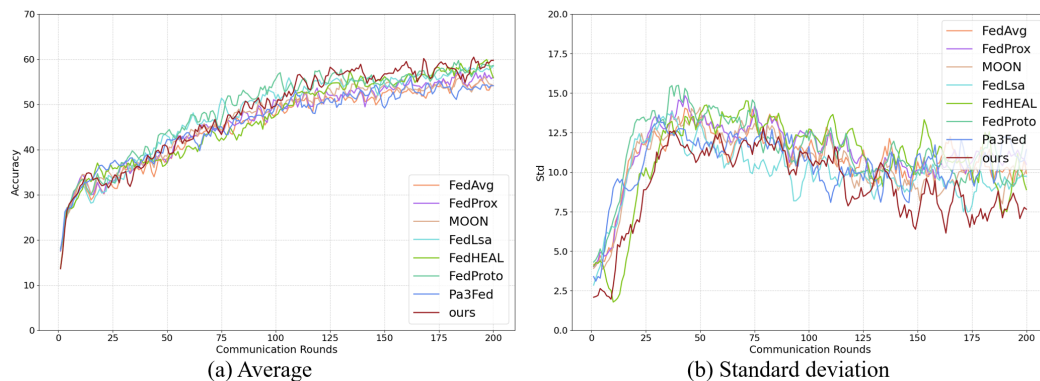 70
60
50
40
30
20
10
0
Accuracy
0 25 50 75 100 125 150 175 200
Communication Rounds
FedAvg
FedProx
MOON
FedLsa
FedHEAL
FedProto
Pa3Fed
ours
(a) Average
20.0
17.5
15.0
12.5
10.0
7.5
5.0
2.5
0.0
Std
0 25 50 75 100 125 150 175 200
Communication Rounds
FedAvg
FedProx
MOON
FedLsa
FedHEAL
FedProto
Pa3Fed
ours
(b) Standard deviation